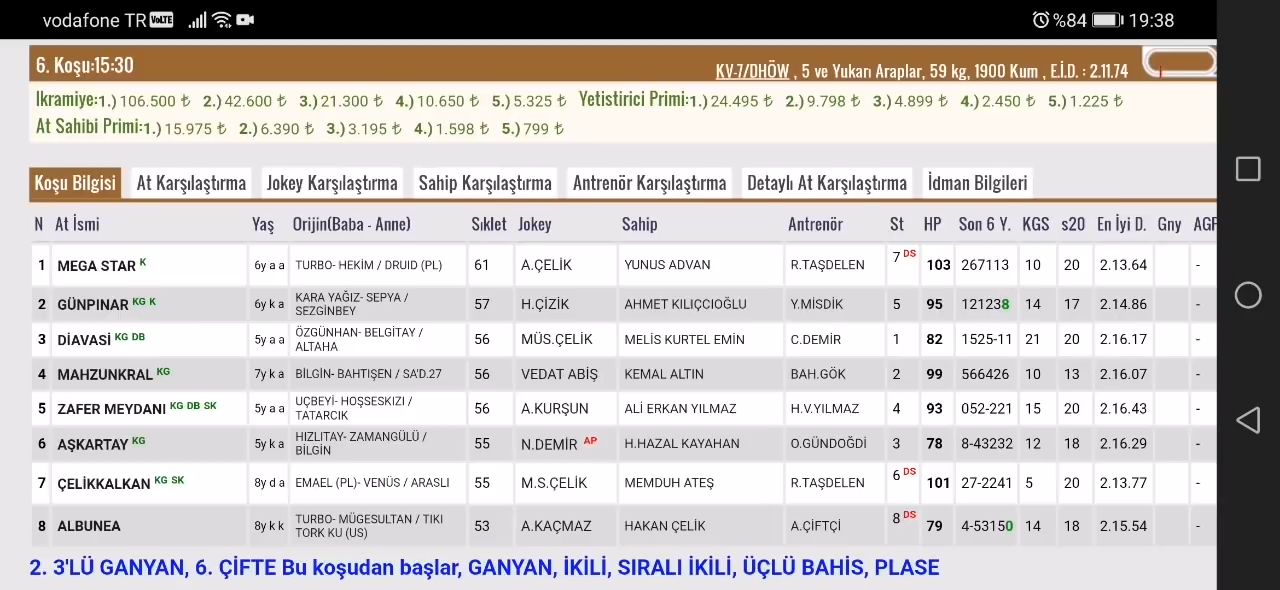 vodafone TR VoLTE %84 19:38
6. Koşu:15:30
KV-7/DHÖW , 5 ve Yukarı Araplar, 59 kg, 1900 Kum , E.İ.D. : 2.11.74
Ikramiye:1.) 106.500 ₺ 2.) 42.600 ₺ 3.) 21.300 ₺ 4.) 10.650 ₺ 5.) 5.325 ₺ Yetistirici Primi:1.) 24.495 ₺ 2.) 9.798 ₺ 3.) 4.899 ₺ 4.) 2.450 ₺ 5.) 1.225 ₺
At Sahibi Primi:1.) 15.975 ₺ 2.) 6.390 ₺ 3.) 3.195 ₺ 4.) 1.598 ₺ 5.) 799 ₺
Koşu Bilgisi At Karşılaştırma Jokey Karşılaştırma Sahip Karşılaştırma Antrenör Karşılaştırma Detaylı At Karşılaştırma İdman Bilgileri
N At İsmi Yaş Orijin(Baba - Anne) Sıklet Jokey Sahip Antrenör St HP Son 6 Y. KGS s20 En İyi D. Gny AGF
1 MEGA STAR K 6y a a TURBO- HEKİM / DRUID (PL) 61 A.ÇELİK YUNUS ADVAN R.TAŞDELEN 7 DS 103 267113 10 20 2.13.64 -
2 GÜNPINAR KG K 6y k a KARA YAĞIZ- SEPYA / SEZGİNBEY 57 H.ÇİZİK AHMET KILIÇCIOĞLU Y.MİSDİK 5 95 121238 14 17 2.14.86 -
3 DİAVASİ KG DB 5y a a ÖZGÜNHAN- BELGİTAY / ALTAHA 56 MÜS.ÇELİK MELİS KURTEL EMİN C.DEMİR 1 82 1525-11 21 20 2.16.17 -
4 MAHZUNKRAL KG 7y k a BİLGİN- BAHTIŞEN / SA'D.27 56 VEDAT ABİŞ KEMAL ALTIN BAH.GÖK 2 99 566426 10 13 2.16.07 -
5 ZAFER MEYDANI KG DB SK 5y a a UÇBEYİ- HOŞSESKIZI / TATARCIK 56 A.KURŞUN ALİ ERKAN YILMAZ H.V.YILMAZ 4 93 052-221 15 20 2.16.43 -
6 AŞKARTAY KG 5y k a HIZLITAY- ZAMANGÜLÜ / BİLGİN 55 N.DEMİR AP H.HAZAL KAYAHAN O.GÜNDOĞDİ 3 78 8-43232 12 18 2.16.29 -
7 ÇELİKKALKAN KG SK 8y d a EMAEL (PL)- VENÜS / ARASLI 55 M.S.ÇELİK MEMDUH ATEŞ R.TAŞDELEN 6 DS 101 27-2241 5 20 2.13.77 -
8 ALBUNEA 8y k k TURBO- MÜGESULTAN / TIKI TORK KU (US) 53 A.KAÇMAZ HAKAN ÇELİK A.ÇİFTÇİ 8 DS 79 4-53150 14 18 2.15.54 -
2. 3'LÜ GANYAN, 6. ÇİFTE Bu koşudan başlar, GANYAN, İKİLİ, SIRALI İKİLİ, ÜÇLÜ BAHİS, PLASE